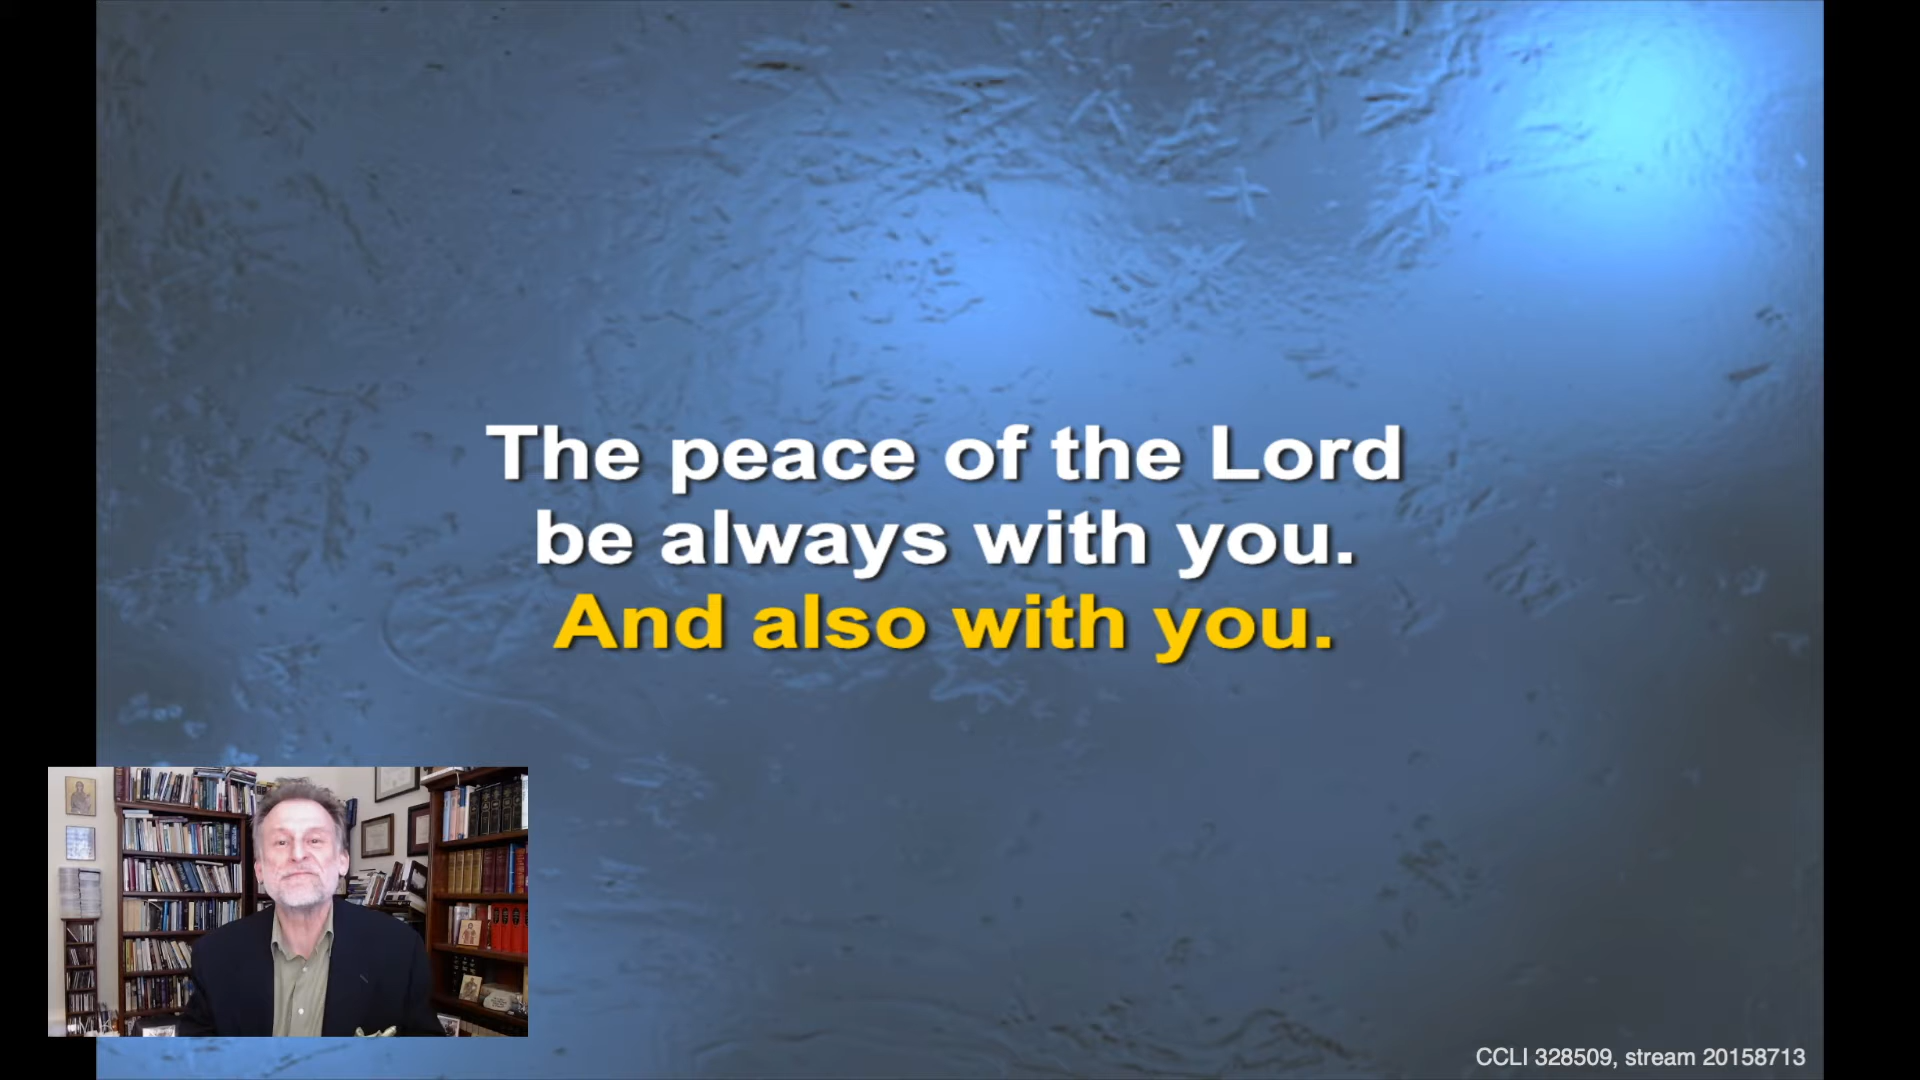 The peace of the Lord
be always with you.
And also with you.
CCLI 328509, stream 20158713